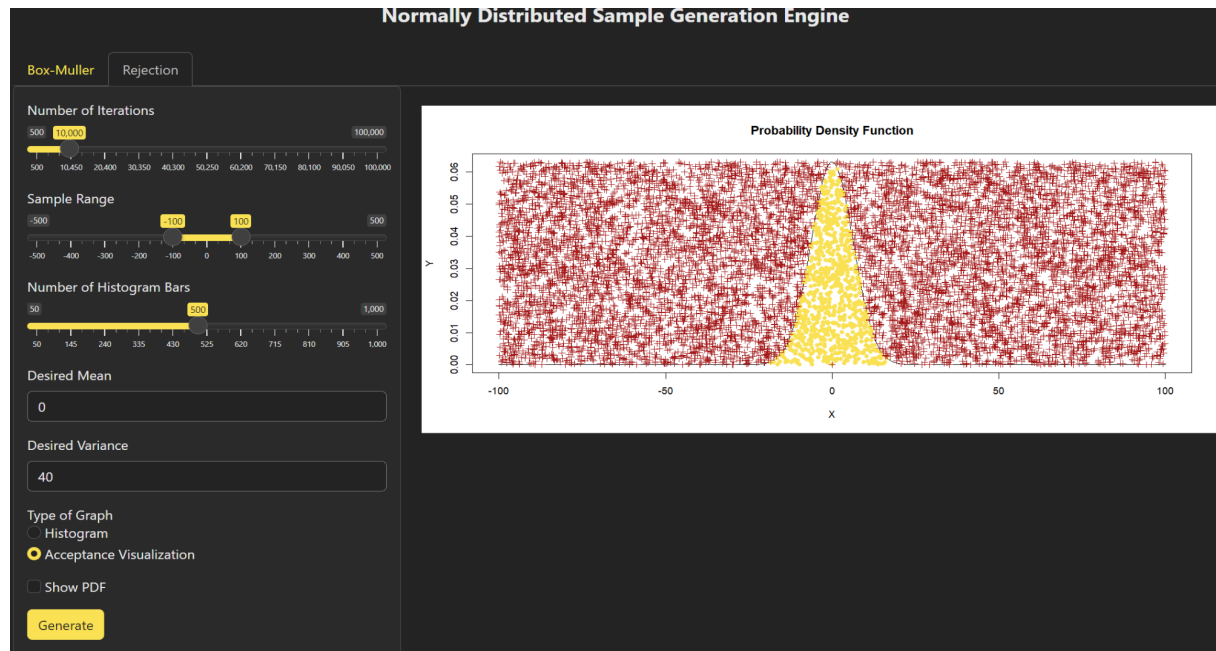 Normally Distributed Sample Generation Engine
Box-Muller
Rejection
Number of Iterations
500 10,000 100,000
500 10,450 20,400 30,350 40,300 50,250 60,200 70,150 80,100 90,050 100,000
Sample Range
-500 -100 100 500
-500 -400 -300 -200 -100 0 100 200 300 400 500
Number of Histogram Bars
50 500 1,000
50 145 240 335 430 525 620 715 810 905 1,000
Desired Mean
0
Desired Variance
40
Type of Graph
Histogram
Acceptance Visualization
Show PDF
Generate
Probability Density Function
Y
0.06
0.05
0.04
0.03
0.02
0.01
0.00
-100 -50 0 50 100
X